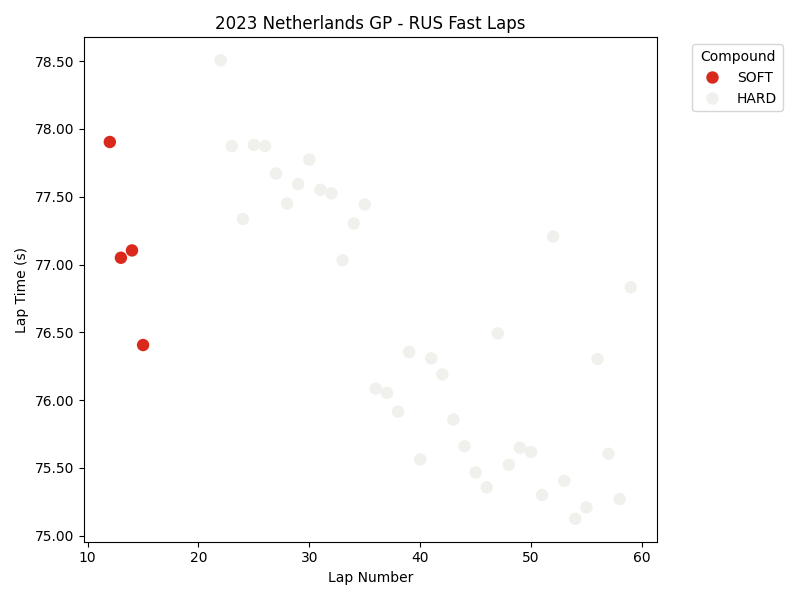 2023 Netherlands GP - RUS Fast Laps
Compound
SOFT
HARD
Lap Time (s)
78.50
78.00
77.50
77.00
76.50
76.00
75.50
75.00
10 20 30 40 50 60
Lap Number